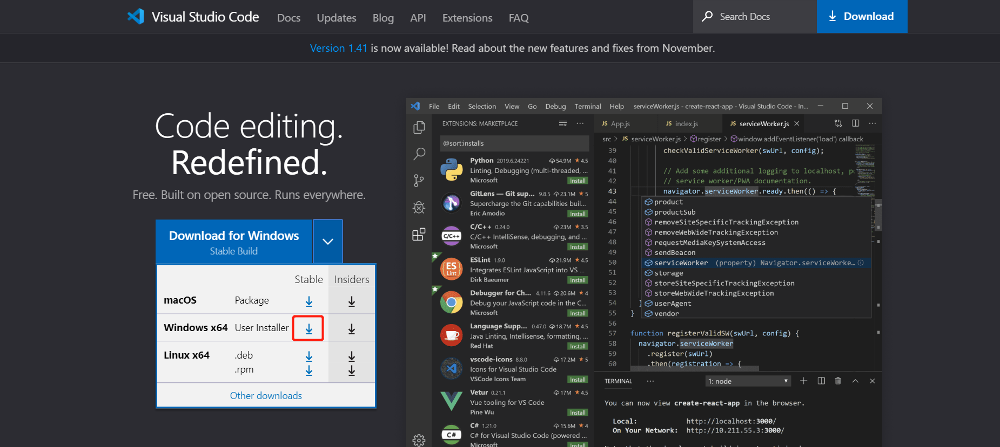 Visual Studio Code Docs Updates Blog API Extensions FAQ Search Docs Download
Version 1.41 is now available! Read about the new features and fixes from November.
Code editing.
Redefined.
Free. Built on open source. Runs everywhere.
Download for Windows
Stable Build
Stable Insiders
macOS Package
Windows x64 User Installer
Linux x64 .deb
.rpm
Other downloads
File Edit Selection View Go Debug Terminal Help serviceWorker.js - create-react-app - Visual Studio Code - In...
EXTENSIONS: MARKETPLACE
@sort:installs
Python 2019.6.24221 54.9M ★ 4.5
Linting, Debugging (multi-threaded, ...
Microsoft Install
GitLens — Git sup... 9.8.5 23.1M ★ 5
Supercharge the Git capabilities buil...
Eric Amodio Install
C/C++
C/C++ 0.24.0 23M ★ 3.5
C/C++ IntelliSense, debugging, and ...
Microsoft Install
ES
Lint
ESLint 1.9.0 21.9M ★ 4.5
Integrates ESLint JavaScript into VS ...
Dirk Baeumer Install
Debugger for Ch... 4.11.6 20.6M ★ 4
Debug your JavaScript code in the C...
Microsoft Install
Language Supp... 0.47.0 18.7M ★ 4.5
Java Linting, Intellisense, formatting, ...
Red Hat Install
vscode-icons 8.8.0 17.2M ★ 5
Icons for Visual Studio Code
VSCode Icons Team Install
Vetur 0.21.1 17M ★ 4.5
Vue tooling for VS Code
Pine Wu Install
C#
C# 1.21.0 15.6M ★ 4
C# for Visual Studio Code (powered ...
Microsoft Install
JS App.js JS index.js JS serviceWorker.js
src > JS serviceWorker.js > register > window.addEventListener('load') callback
39 checkValidServiceWorker(swUrl, config);
40
41 // Add some additional logging to localhost,
42 // service worker/PWA documentation.
43 navigator.serviceWorker.ready.then(() => {
44 product
45 productSub
46 removeSiteSpecificTrackingException
47 removeWebWideTrackingException
48 requestMediaKeySystemAccess
49 sendBeacon
50 serviceWorker (property) Navigator.serviceWorke...
51 storage
52 storeSiteSpecificTrackingException
53 storeWebWideTrackingException
54 } userAgent
55 } vendor
56
57 function registerValidSW(swUrl, config) {
58 navigator.serviceWorker
59 .register(swUrl)
60 .then(registration => {
TERMINAL ... 1: node
You can now view create-react-app in the browser.
Local: http://localhost:3000/
On Your Network: http://10.211.55.3:3000/